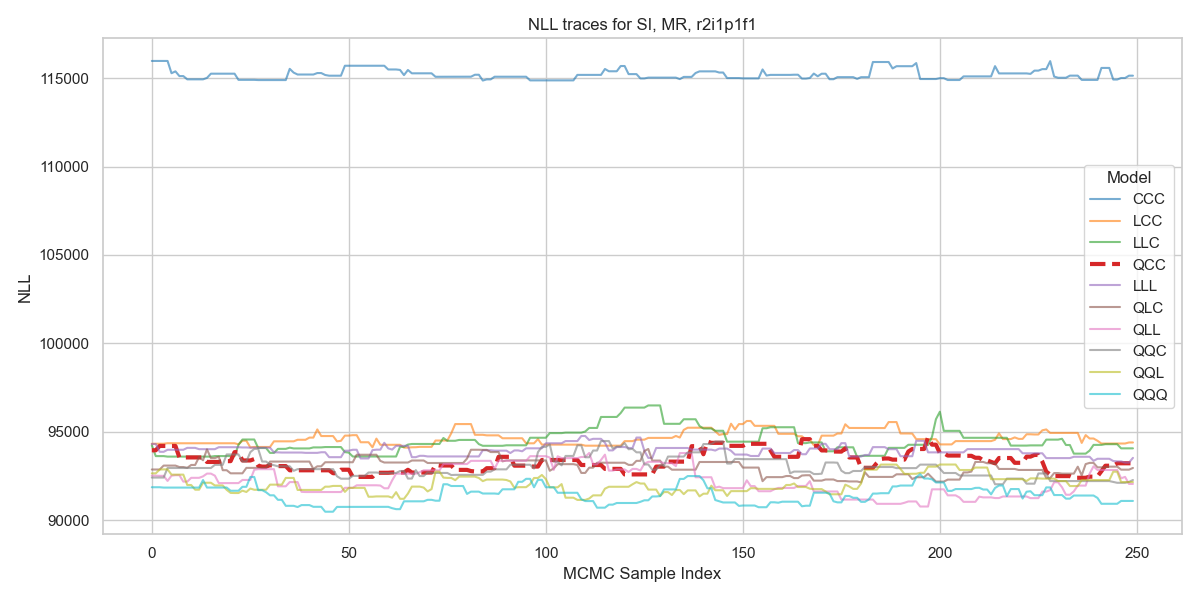 NLL traces for SI, MR, r2i1p1f1
NLL
115000
110000
105000
100000
95000
90000
0
50
100
150
200
250
MCMC Sample Index
Model
CCC
LCC
LLC
QCC
LLL
QLC
QLL
QQC
QQL
QQQ